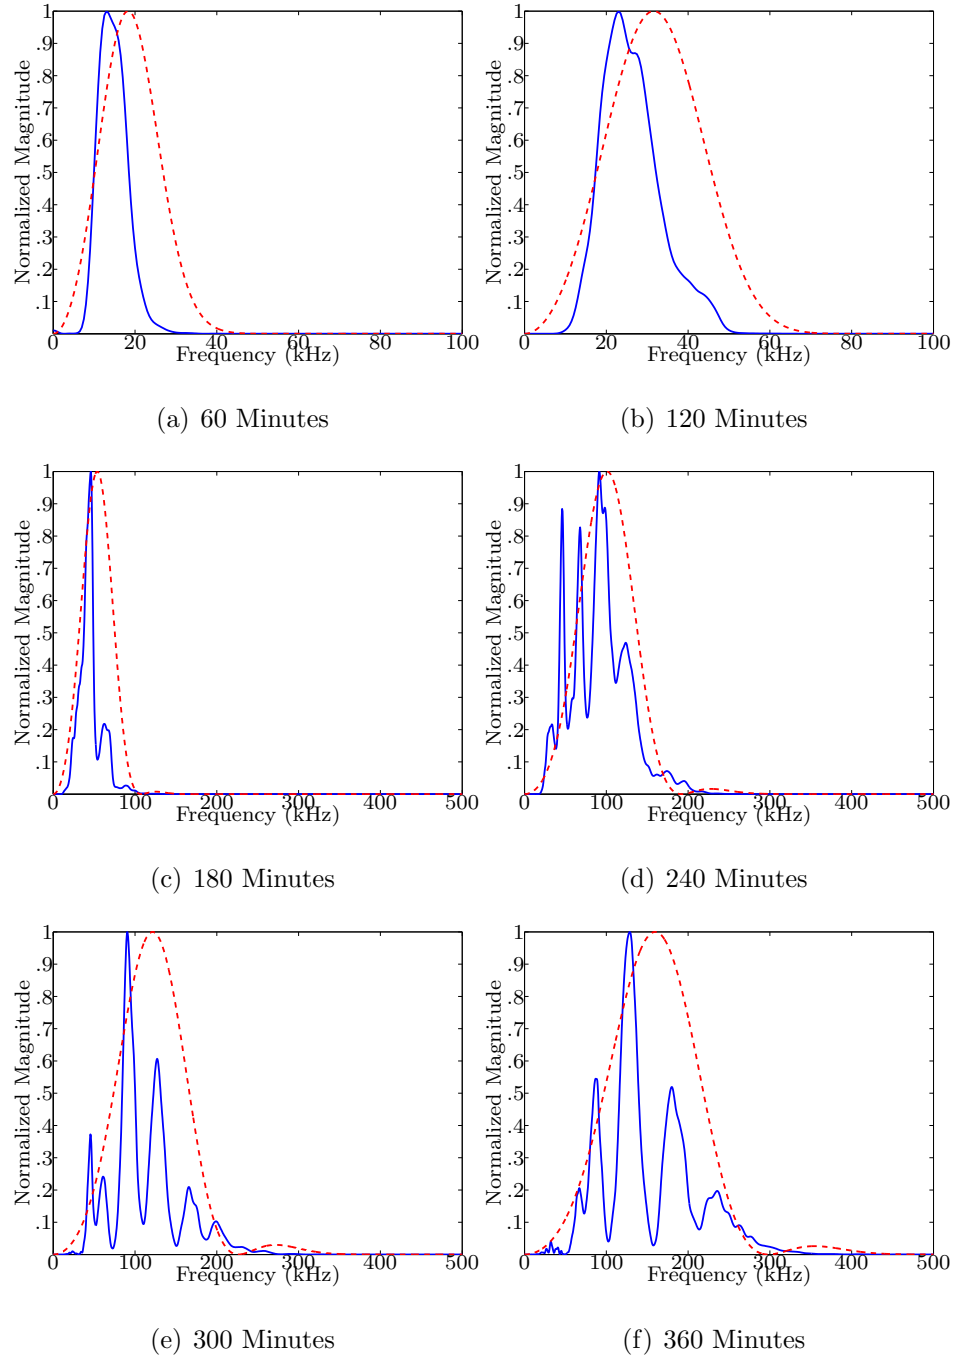 1 1
.9 .9
.8 .8
.7 .7
.6 .6
.5 .5
.4 .4
.3 .3
.2 .2
.1 .1
Normalized Magnitude Normalized Magnitude
0 20 40 60 80 100 0 20 40 60 80 100
Frequency (kHz) Frequency (kHz)
(a) 60 Minutes (b) 120 Minutes
1 1
.9 .9
.8 .8
.7 .7
.6 .6
.5 .5
.4 .4
.3 .3
.2 .2
.1 .1
Normalized Magnitude Normalized Magnitude
0 100 200 300 400 500 0 100 200 300 400 500
Frequency (kHz) Frequency (kHz)
(c) 180 Minutes (d) 240 Minutes
1 1
.9 .9
.8 .8
.7 .7
.6 .6
.5 .5
.4 .4
.3 .3
.2 .2
.1 .1
Normalized Magnitude Normalized Magnitude
0 100 200 300 400 500 0 100 200 300 400 500
Frequency (kHz) Frequency (kHz)
(e) 300 Minutes (f) 360 Minutes